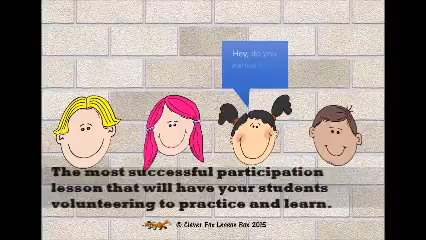 Hey, do you
The most successful participation
lesson that will have your students
volunteering to practice and learn.
© Clever Fox Lesson Box 2015